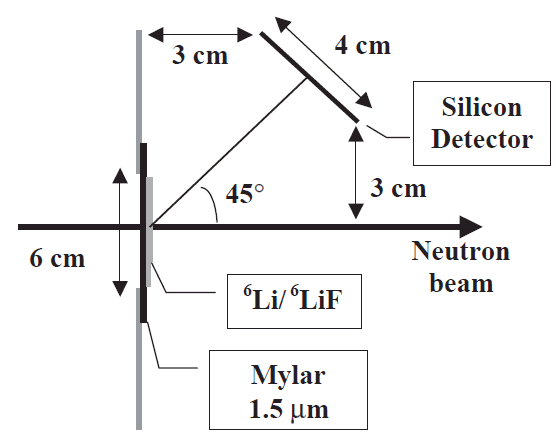 3 cm
4 cm
Silicon
Detector
45°
3 cm
6 cm
Neutron
beam
⁶Li/⁶LiF
Mylar
1.5 μm